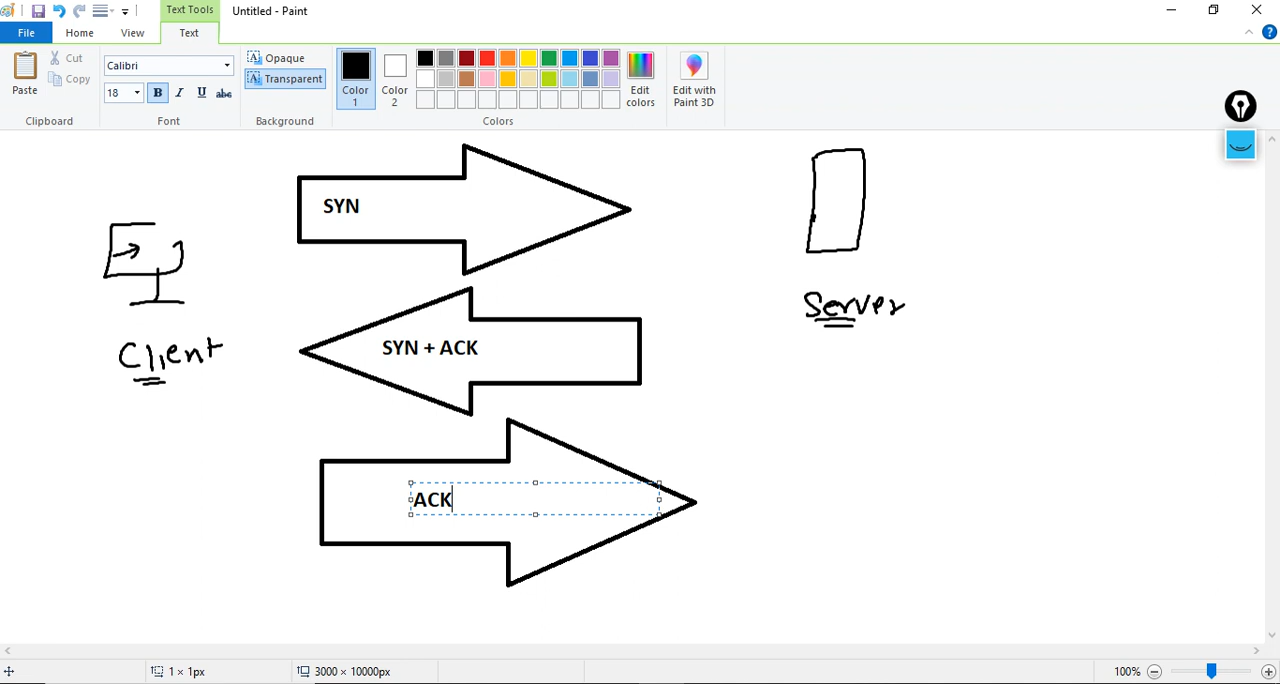 Text Tools
Untitled - Paint
File
Home
View
Text
Paste
Cut
Copy
Clipboard
Calibri
18
B I U abc
Font
Opaque
Transparent
Background
Color 1
Color 2
Colors
Edit colors
Edit with Paint 3D
SYN
Server
SYN + ACK
Client
ACK
1 × 1px
3000 × 10000px
100%